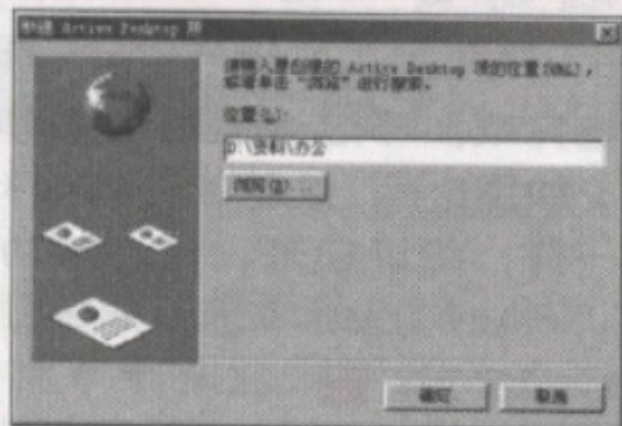 新建 Active Desktop 项
请输入要创建的 Active Desktop 项的位置(URL)，
或者单击“浏览”进行搜索。
位置(L):
D:\资料\办公
浏览(B)...
确定
取消